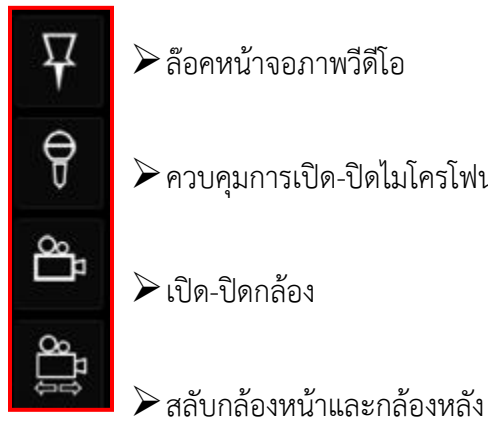 ➢ ล๊อคหน้าจอภาพวีดีโอ
➢ ควบคุมการเปิด-ปิดไมโครโฟน
➢ เปิด-ปิดกล้อง
➢ สลับกล้องหน้าและกล้องหลัง